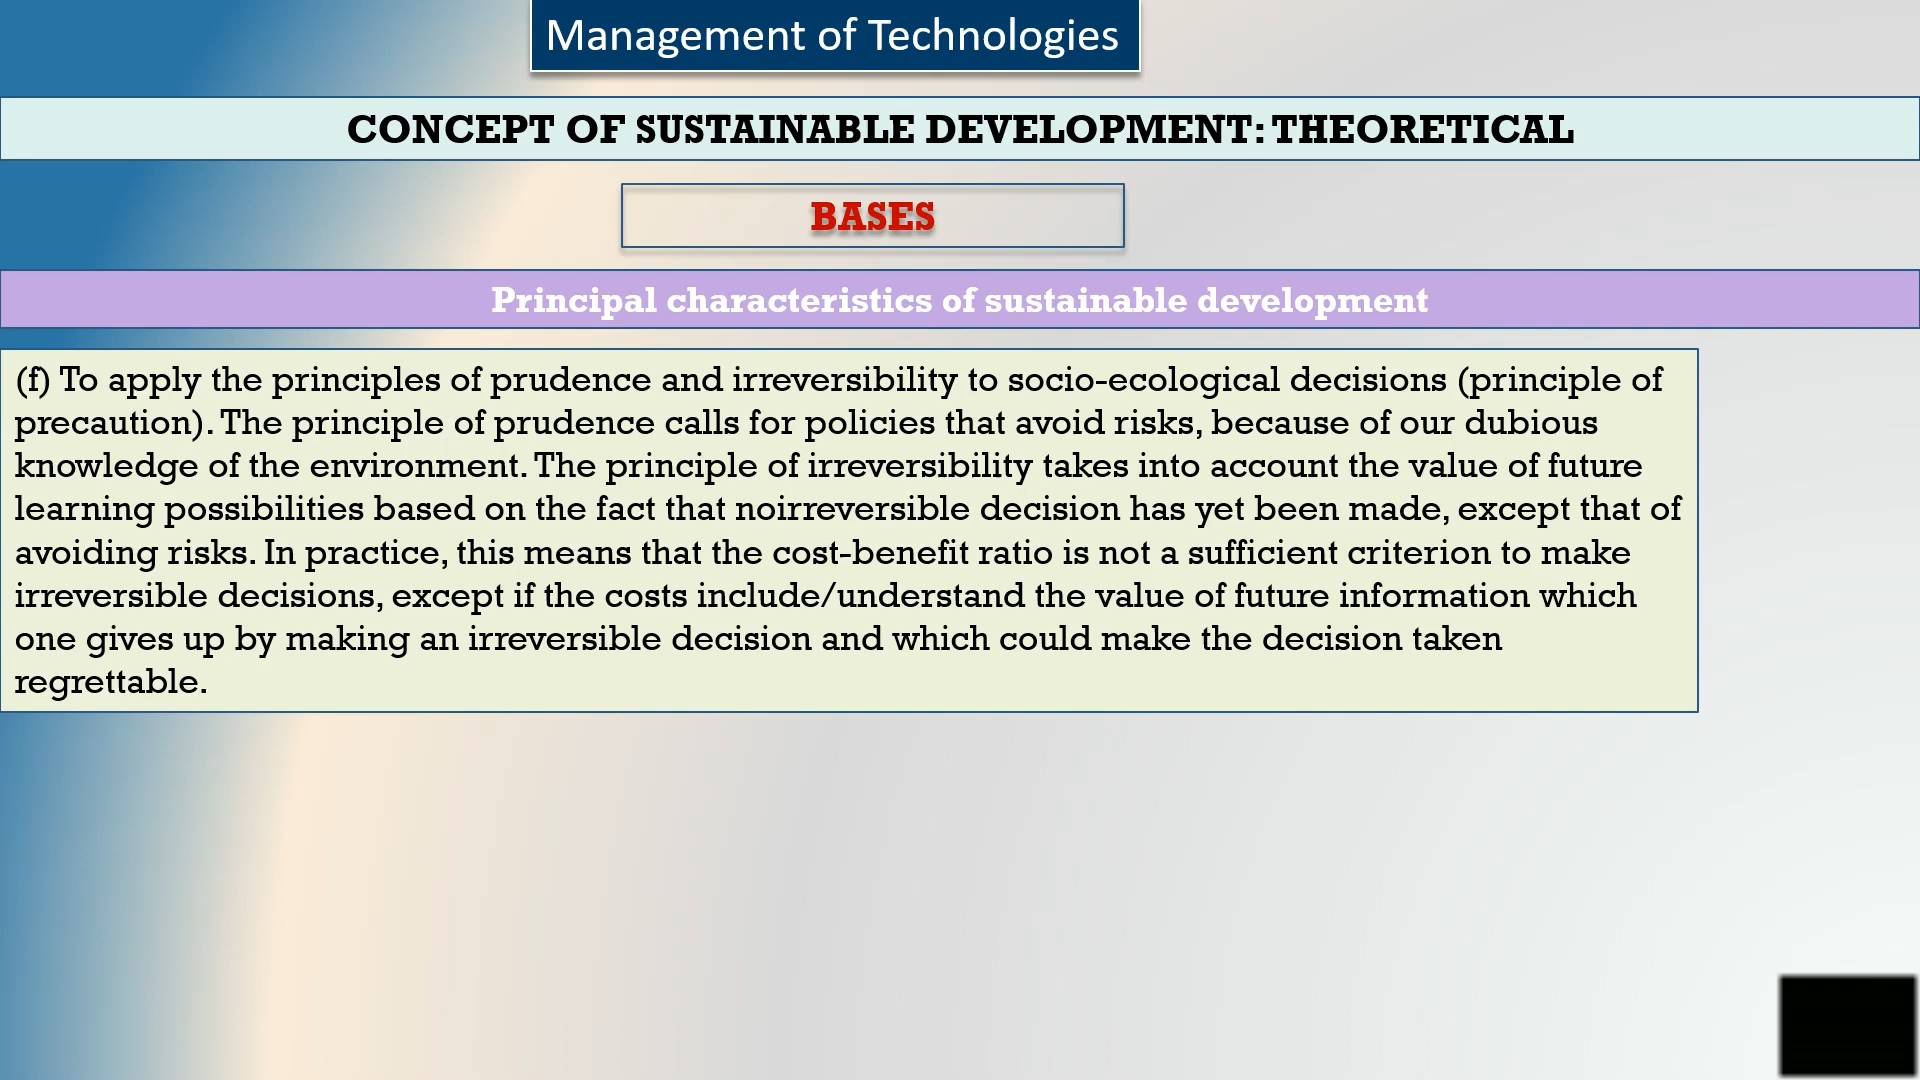 Management of Technologies
CONCEPT OF SUSTAINABLE DEVELOPMENT: THEORETICAL
BASES
Principal characteristics of sustainable development
(f) To apply the principles of prudence and irreversibility to socio-ecological decisions (principle of
precaution). The principle of prudence calls for policies that avoid risks, because of our dubious
knowledge of the environment. The principle of irreversibility takes into account the value of future
learning possibilities based on the fact that noirreversible decision has yet been made, except that of
avoiding risks. In practice, this means that the cost-benefit ratio is not a sufficient criterion to make
irreversible decisions, except if the costs include/understand the value of future information which
one gives up by making an irreversible decision and which could make the decision taken
regrettable.